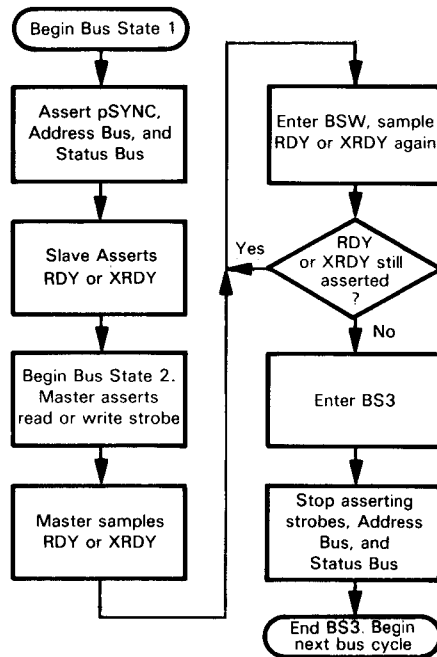 Begin Bus State 1
Assert pSYNC,
Address Bus, and
Status Bus
Slave Asserts
RDY or XRDY
Begin Bus State 2.
Master asserts
read or write strobe
Master samples
RDY or XRDY
Enter BSW, sample
RDY or XRDY again
RDY
or XRDY still
asserted
?
Yes
No
Enter BS3
Stop asserting
strobes, Address
Bus, and
Status Bus
End BS3. Begin
next bus cycle